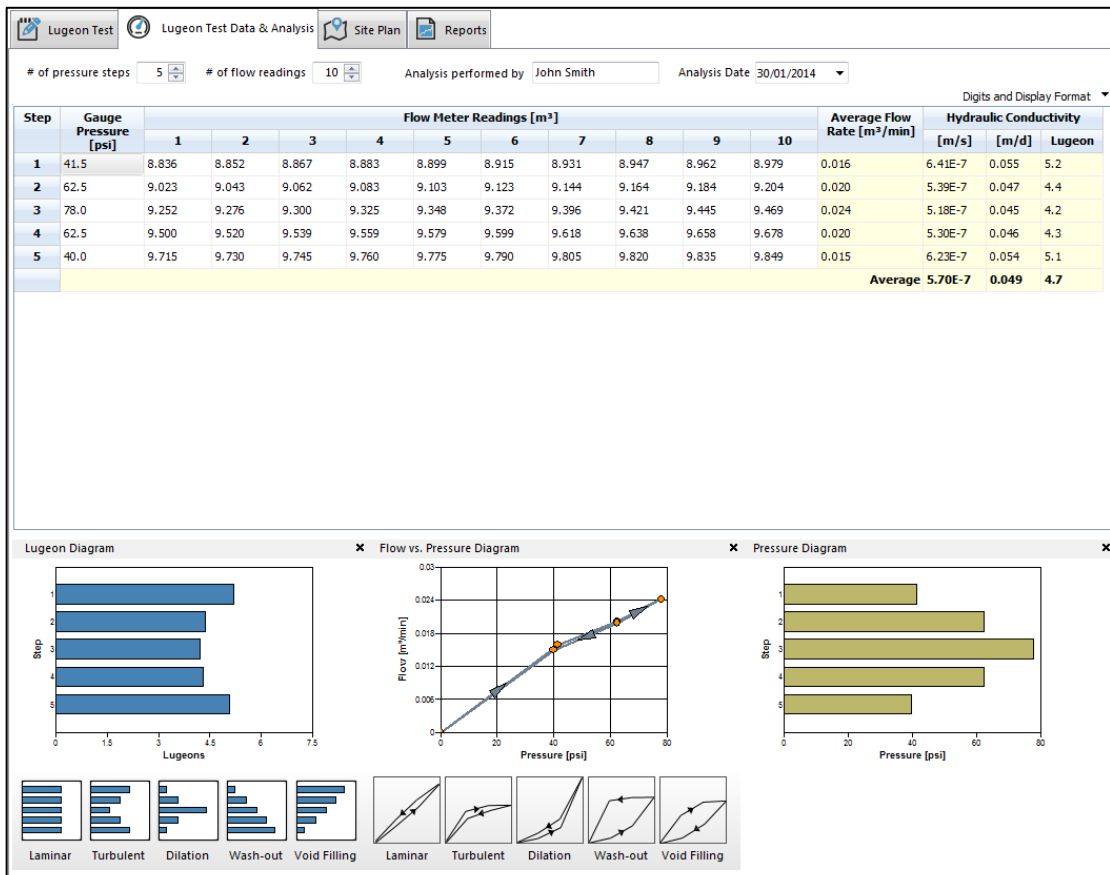 Lugeon Test Lugeon Test Data & Analysis Site Plan Reports
# of pressure steps 5 # of flow readings 10 Analysis performed by John Smith Analysis Date 30/01/2014
Digits and Display Format
Step Gauge Pressure [psi] Flow Meter Readings [m³] Average Flow Rate [m³/min] Hydraulic Conductivity
1 2 3 4 5 6 7 8 9 10 [m/s] [m/d] Lugeon
1 41.5 8.836 8.852 8.867 8.883 8.899 8.915 8.931 8.947 8.962 8.979 0.016 6.41E-7 0.055 5.2
2 62.5 9.023 9.043 9.062 9.083 9.103 9.123 9.144 9.164 9.184 9.204 0.020 5.39E-7 0.047 4.4
3 78.0 9.252 9.276 9.300 9.325 9.348 9.372 9.396 9.421 9.445 9.469 0.024 5.18E-7 0.045 4.2
4 62.5 9.500 9.520 9.539 9.559 9.579 9.599 9.618 9.638 9.658 9.678 0.020 5.30E-7 0.046 4.3
5 40.0 9.715 9.730 9.745 9.760 9.775 9.790 9.805 9.820 9.835 9.849 0.015 6.23E-7 0.054 5.1
Average 5.70E-7 0.049 4.7
Lugeon Diagram
Step
1
2
3
4
5
0 1.5 3 4.5 6 7.5
Lugeons
Flow vs. Pressure Diagram
Flow [m³/min]
0.03
0.024
0.018
0.012
0.006
0
0 20 40 60 80
Pressure [psi]
Pressure Diagram
Step
1
2
3
4
5
0 20 40 60 80
Pressure [psi]
Laminar Turbulent Dilation Wash-out Void Filling
Laminar Turbulent Dilation Wash-out Void Filling